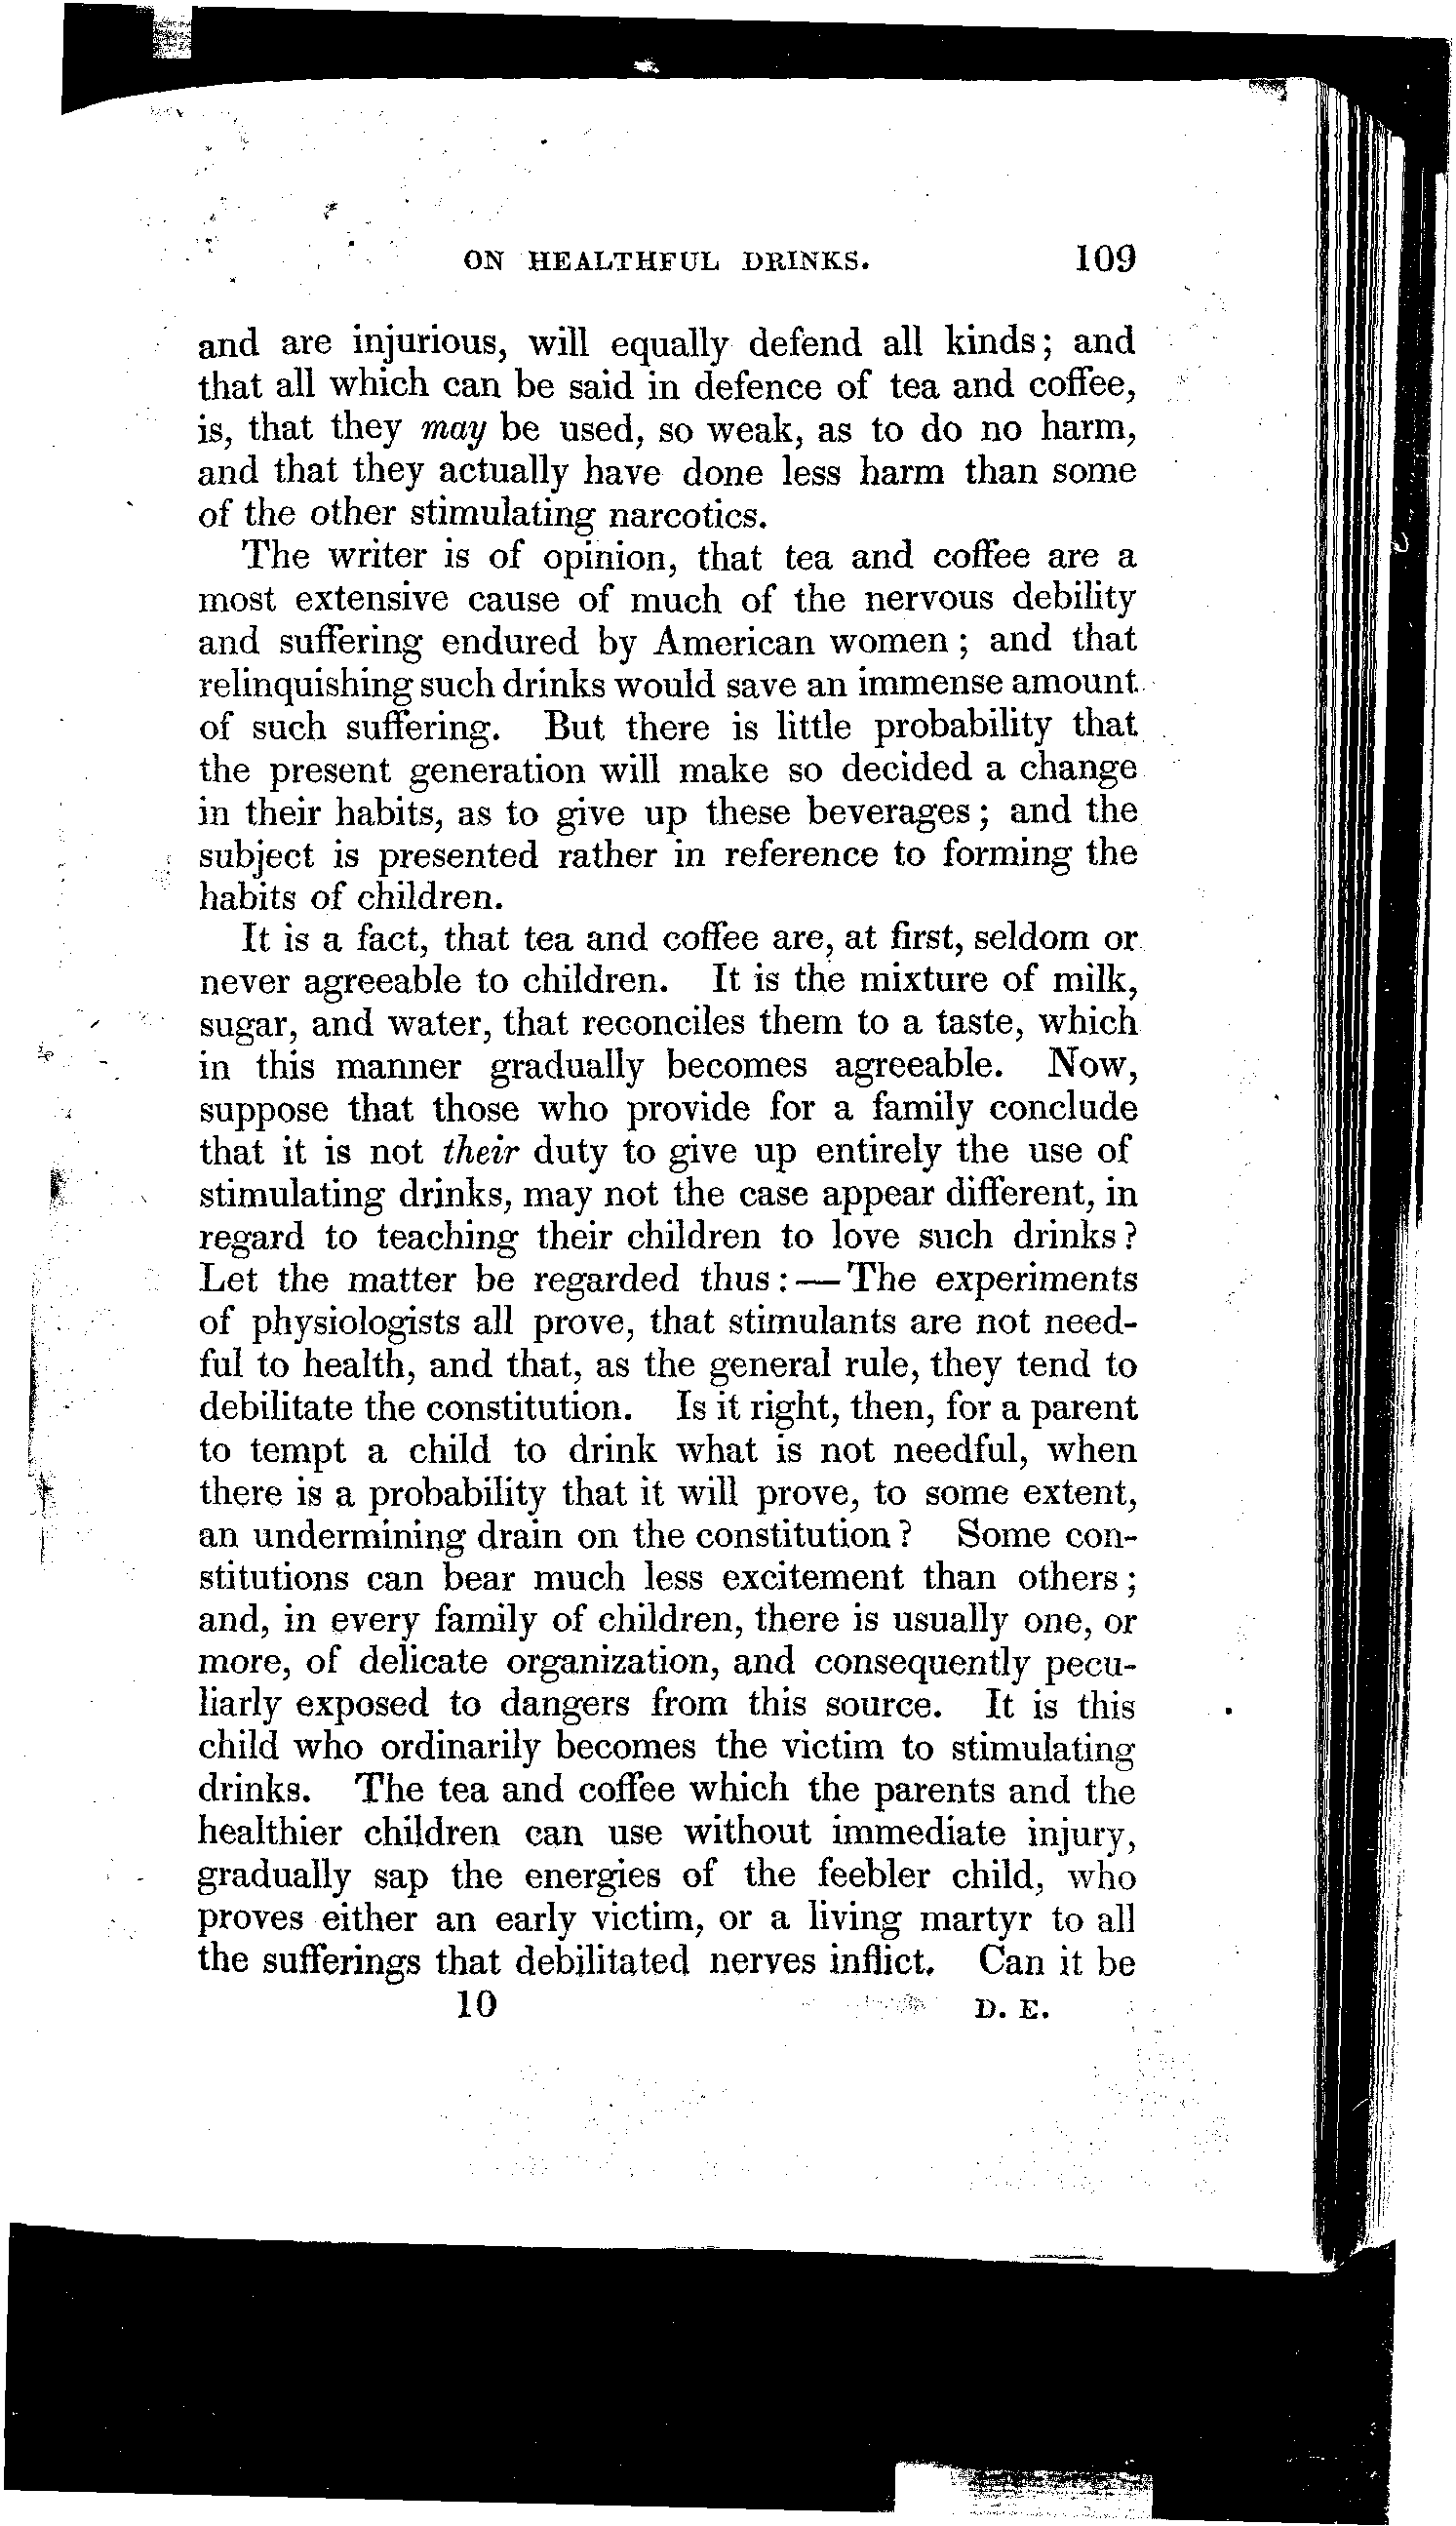 ON HEALTHFUL DRINKS. 109
and are injurious, will equally defend all kinds; and
that all which can be said in defence of tea and coffee,
is, that they may be used, so weak, as to do no harm,
and that they actually have done less harm than some
of the other stimulating narcotics.
The writer is of opinion, that tea and coffee are a
most extensive cause of much of the nervous debility
and suffering endured by American women; and that
relinquishing such drinks would save an immense amount
of such suffering. But there is little probability that
the present generation will make so decided a change
in their habits, as to give up these beverages; and the
subject is presented rather in reference to forming the
habits of children.
It is a fact, that tea and coffee are, at first, seldom or
never agreeable to children. It is the mixture of milk,
sugar, and water, that reconciles them to a taste, which
in this manner gradually becomes agreeable. Now,
suppose that those who provide for a family conclude
that it is not their duty to give up entirely the use of
stimulating drinks, may not the case appear different, in
regard to teaching their children to love such drinks?
Let the matter be regarded thus:—The experiments
of physiologists all prove, that stimulants are not need-
ful to health, and that, as the general rule, they tend to
debilitate the constitution. Is it right, then, for a parent
to tempt a child to drink what is not needful, when
there is a probability that it will prove, to some extent,
an undermining drain on the constitution? Some con-
stitutions can bear much less excitement than others;
and, in every family of children, there is usually one, or
more, of delicate organization, and consequently pecu-
liarly exposed to dangers from this source. It is this
child who ordinarily becomes the victim to stimulating
drinks. The tea and coffee which the parents and the
healthier children can use without immediate injury,
gradually sap the energies of the feebler child, who
proves either an early victim, or a living martyr to all
the sufferings that debilitated nerves inflict. Can it be
10 D. E.